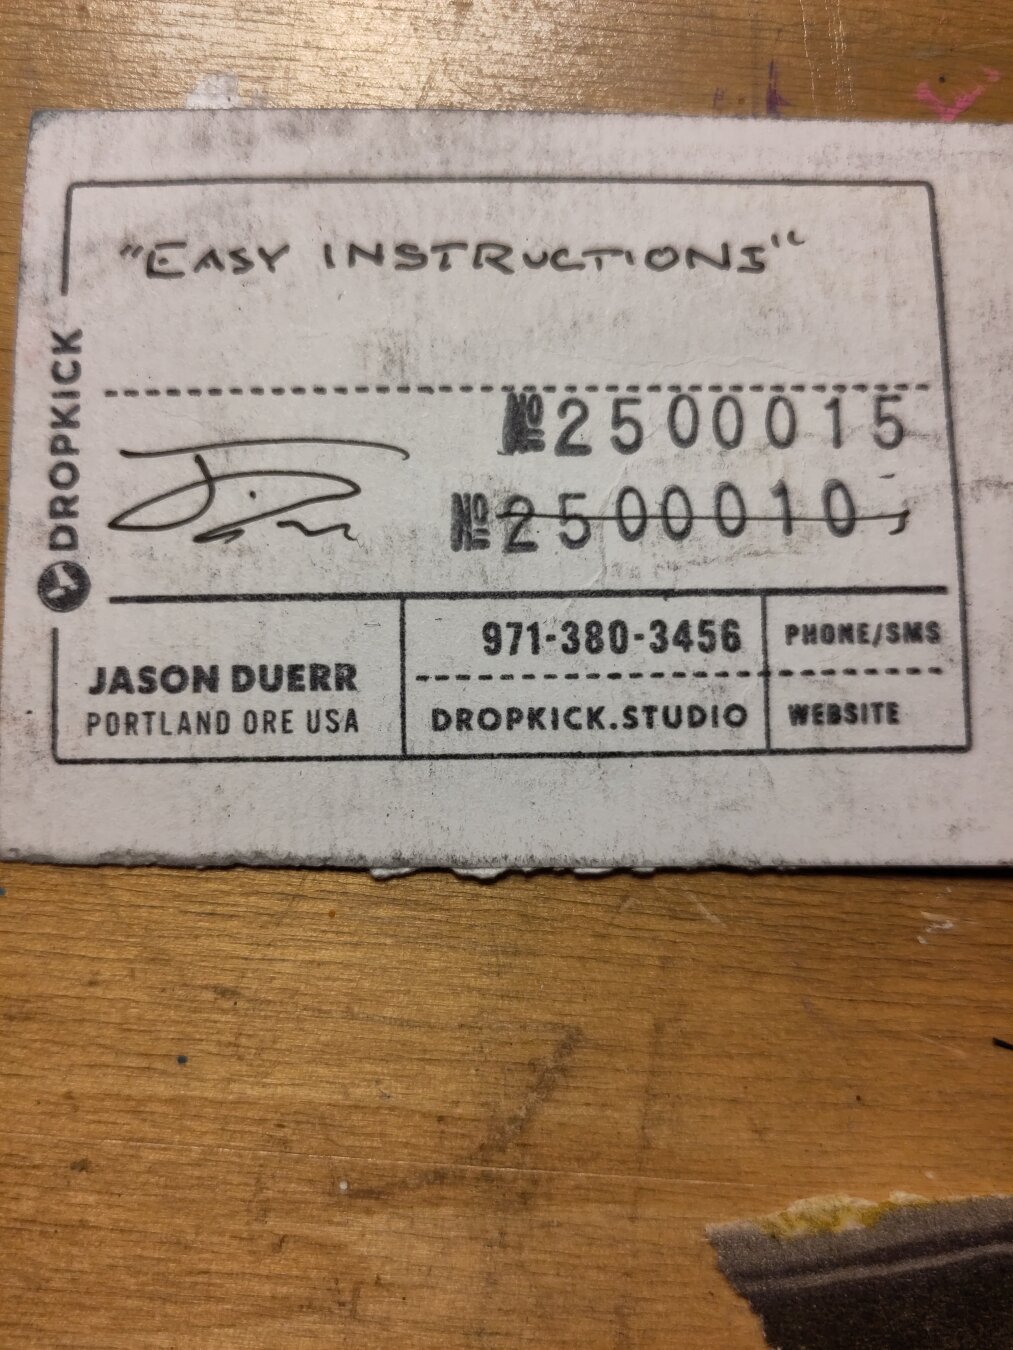 "EASY INSTRUCTIONS"
DROPKICK
№2500015
№2500010
JASON DUERR
PORTLAND ORE USA
971-380-3456
PHONE/SMS
DROPKICK.STUDIO
WEBSITE